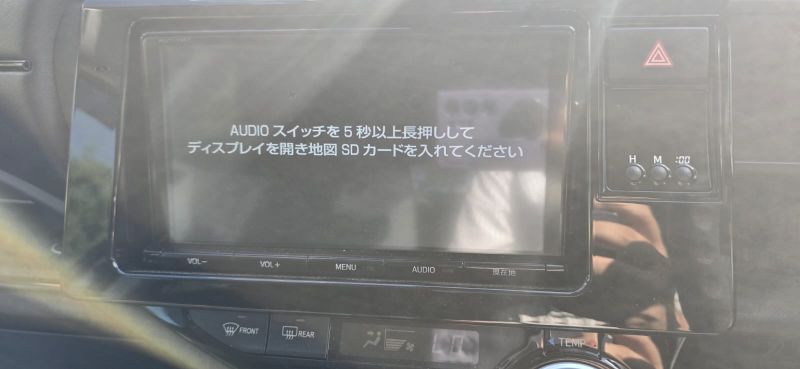 AUDIO スイッチを 5 秒以上長押しして
ディスプレイを開き地図 SD カードを入れてください
H M :00
VOL− VOL+ MENU AUDIO 現在地
FRONT REAR
TEMP